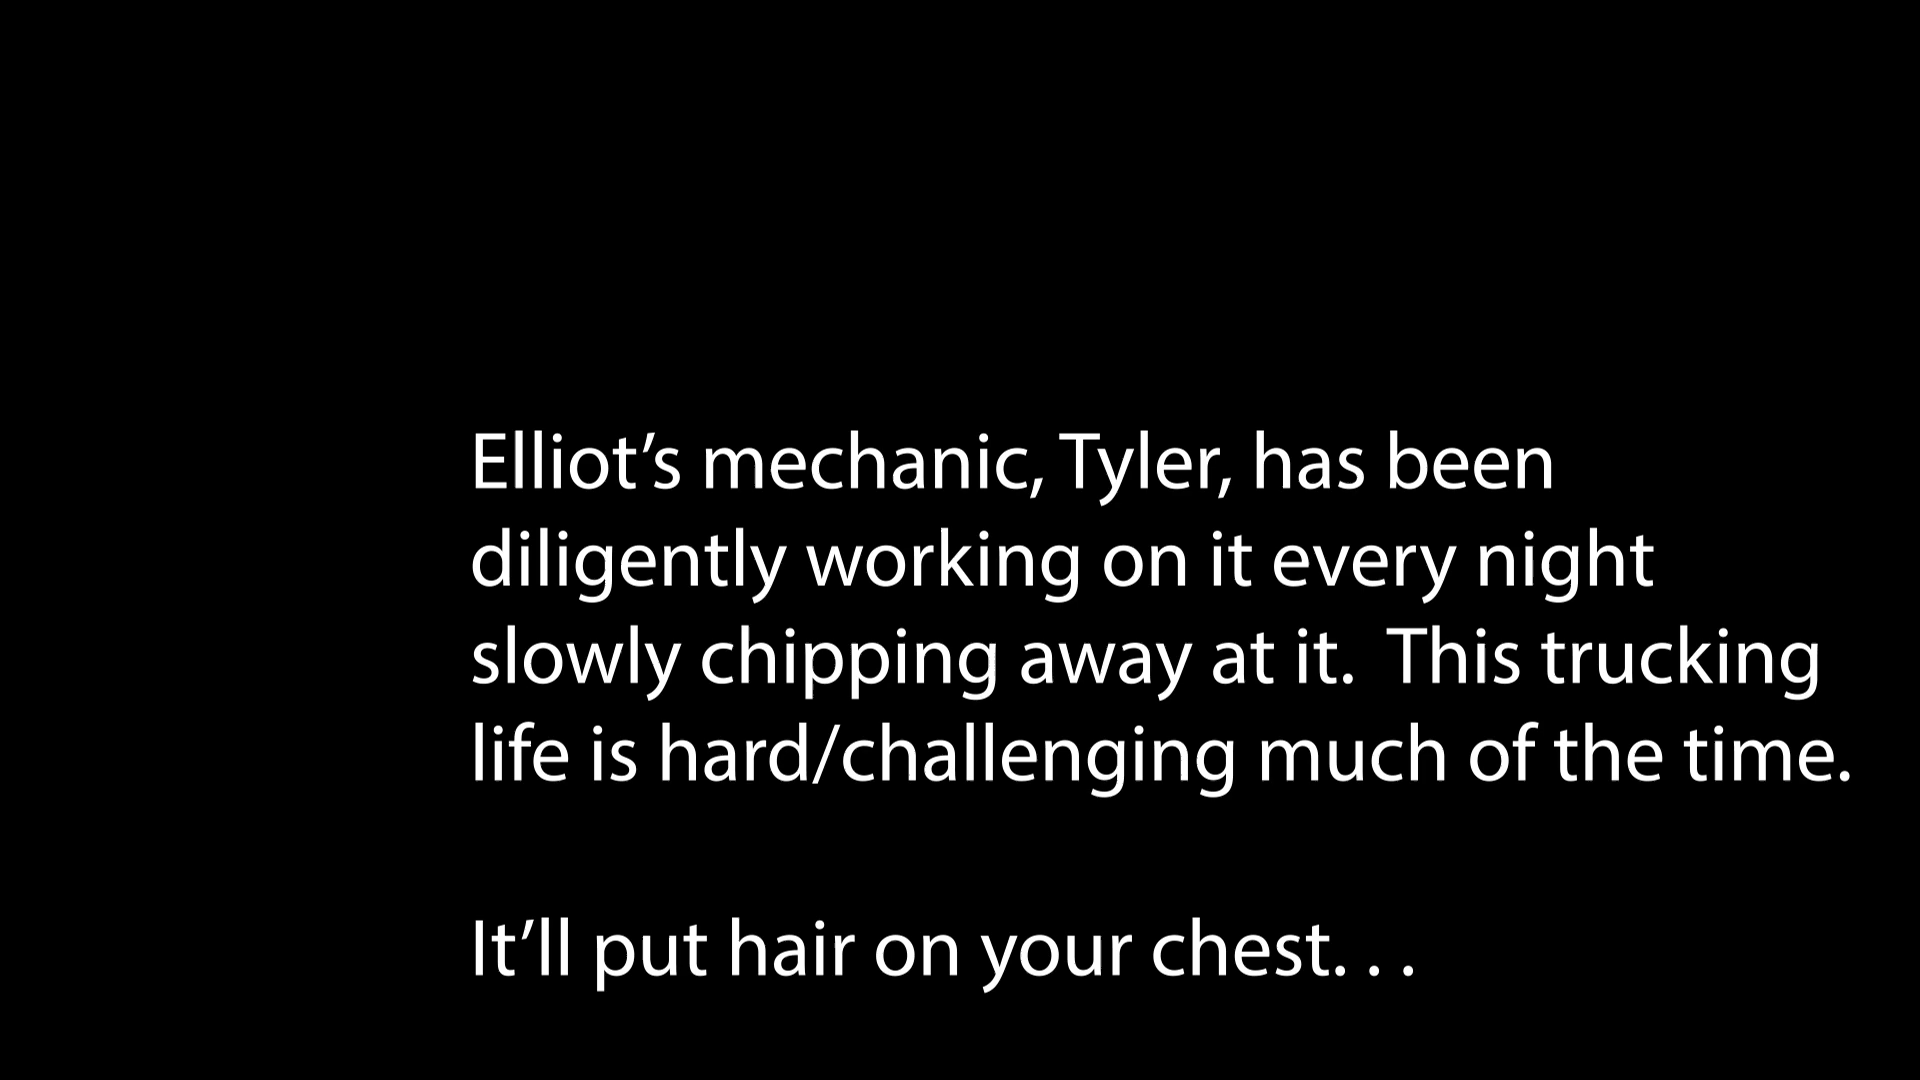 Elliot’s mechanic, Tyler, has been
diligently working on it every night
slowly chipping away at it.  This trucking
life is hard/challenging much of the time.
It’ll put hair on your chest. . .